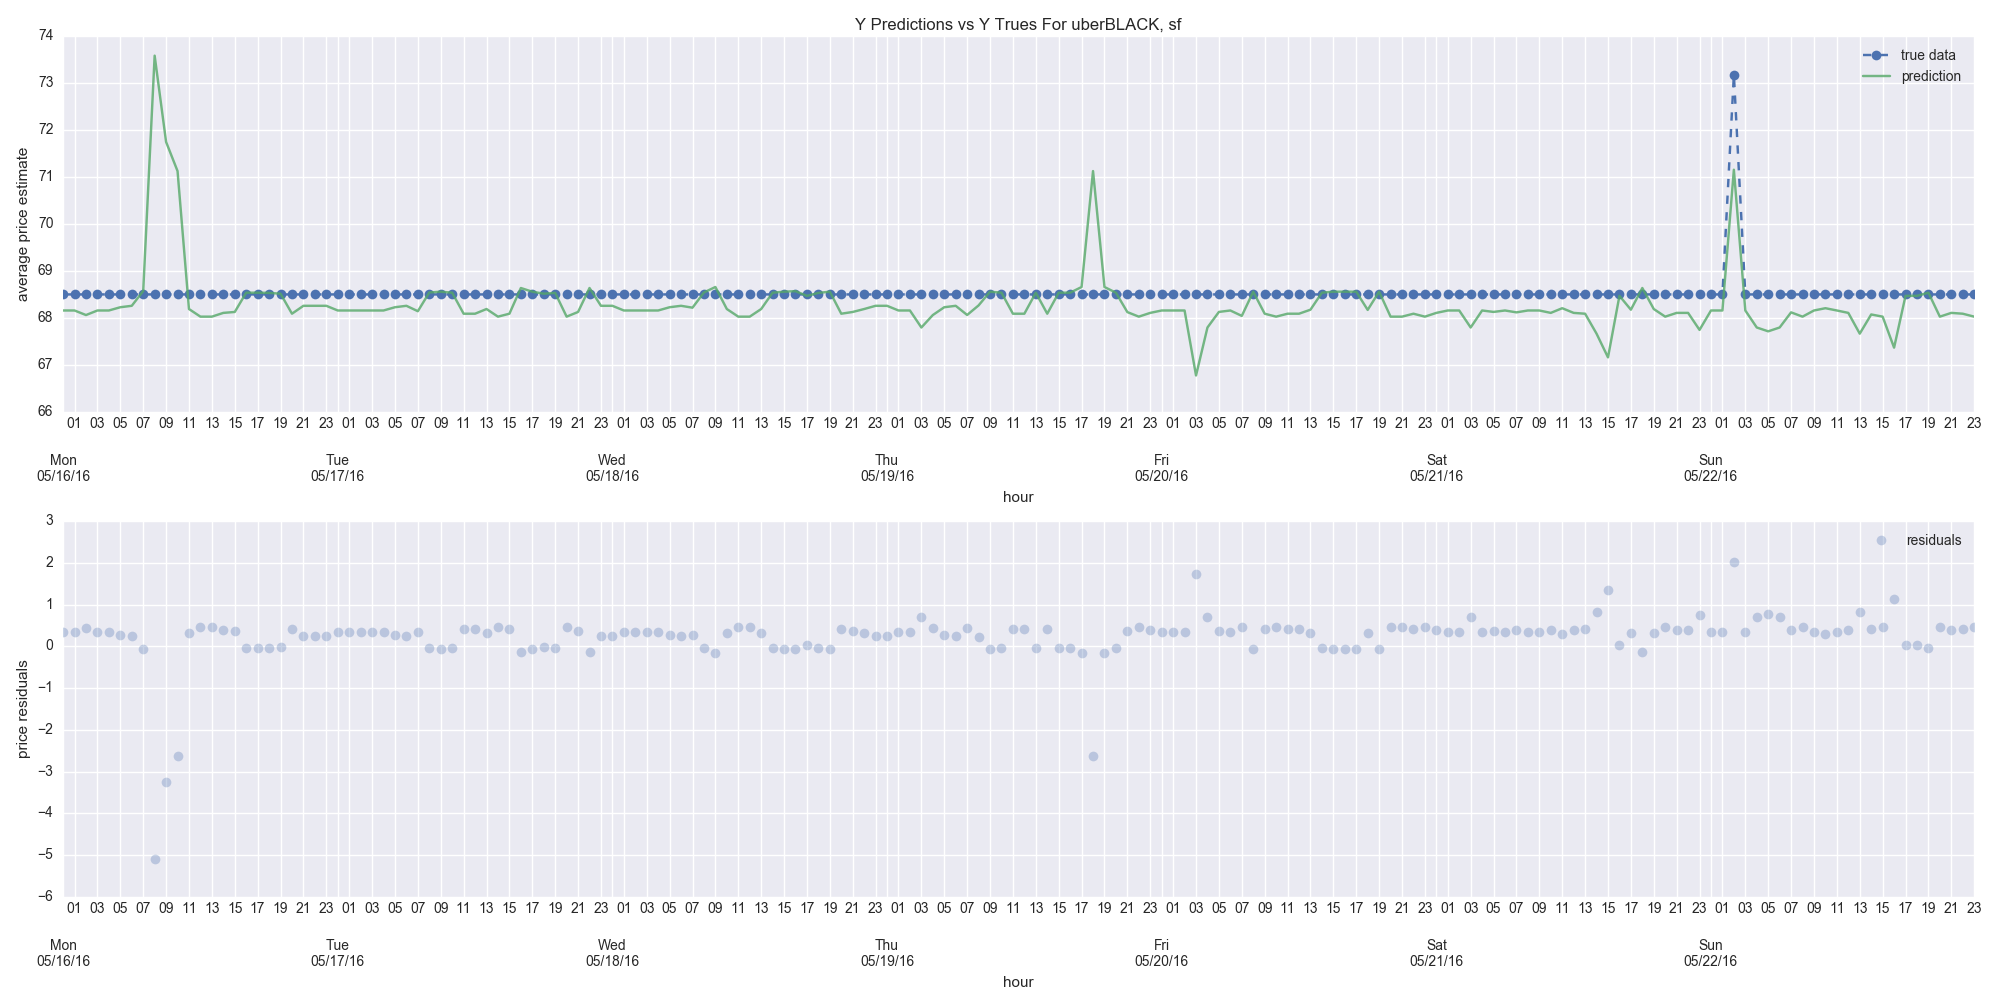 Y Predictions vs Y Trues For uberBLACK, sf
74
73
72
71
70
69
68
67
66
average price estimate
true data
prediction
01 03 05 07 09 11 13 15 17 19 21 23 01 03 05 07 09 11 13 15 17 19 21 23 01 03 05 07 09 11 13 15 17 19 21 23 01 03 05 07 09 11 13 15 17 19 21 23 01 03 05 07 09 11 13 15 17 19 21 23 01 03 05 07 09 11 13 15 17 19 21 23 01 03 05 07 09 11 13 15 17 19 21 23
Mon Tue Wed Thu Fri Sat Sun
05/16/16 05/17/16 05/18/16 05/19/16 05/20/16 05/21/16 05/22/16
hour
3
2
1
0
−1
−2
−3
−4
−5
−6
price residuals
residuals
01 03 05 07 09 11 13 15 17 19 21 23 01 03 05 07 09 11 13 15 17 19 21 23 01 03 05 07 09 11 13 15 17 19 21 23 01 03 05 07 09 11 13 15 17 19 21 23 01 03 05 07 09 11 13 15 17 19 21 23 01 03 05 07 09 11 13 15 17 19 21 23 01 03 05 07 09 11 13 15 17 19 21 23
Mon Tue Wed Thu Fri Sat Sun
05/16/16 05/17/16 05/18/16 05/19/16 05/20/16 05/21/16 05/22/16
hour